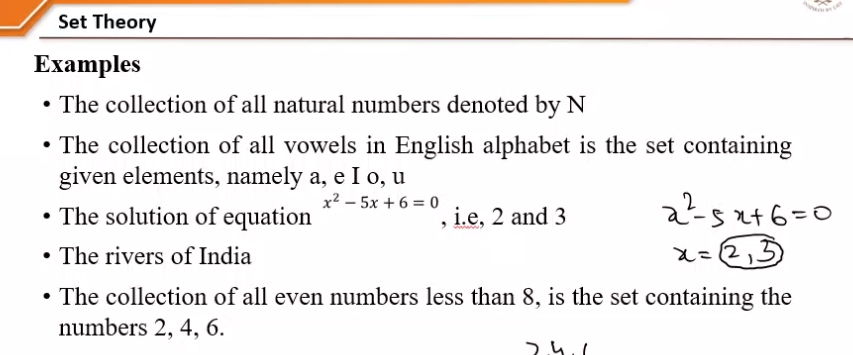 Set Theory
Examples
• The collection of all natural numbers denoted by N
• The collection of all vowels in English alphabet is the set containing
given elements, namely a, e I o, u
• The solution of equation x² − 5x + 6 = 0, i.e, 2 and 3
x² - 5x + 6 = 0
x = 2, 3
• The rivers of India
• The collection of all even numbers less than 8, is the set containing the
numbers 2, 4, 6.